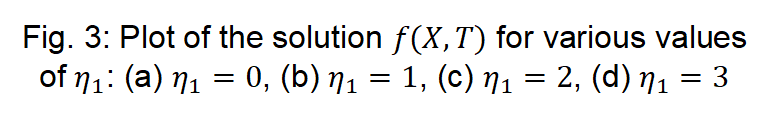 Fig. 3: Plot of the solution f(X, T) for various values
of η₁: (a) η₁ = 0, (b) η₁ = 1, (c) η₁ = 2, (d) η₁ = 3